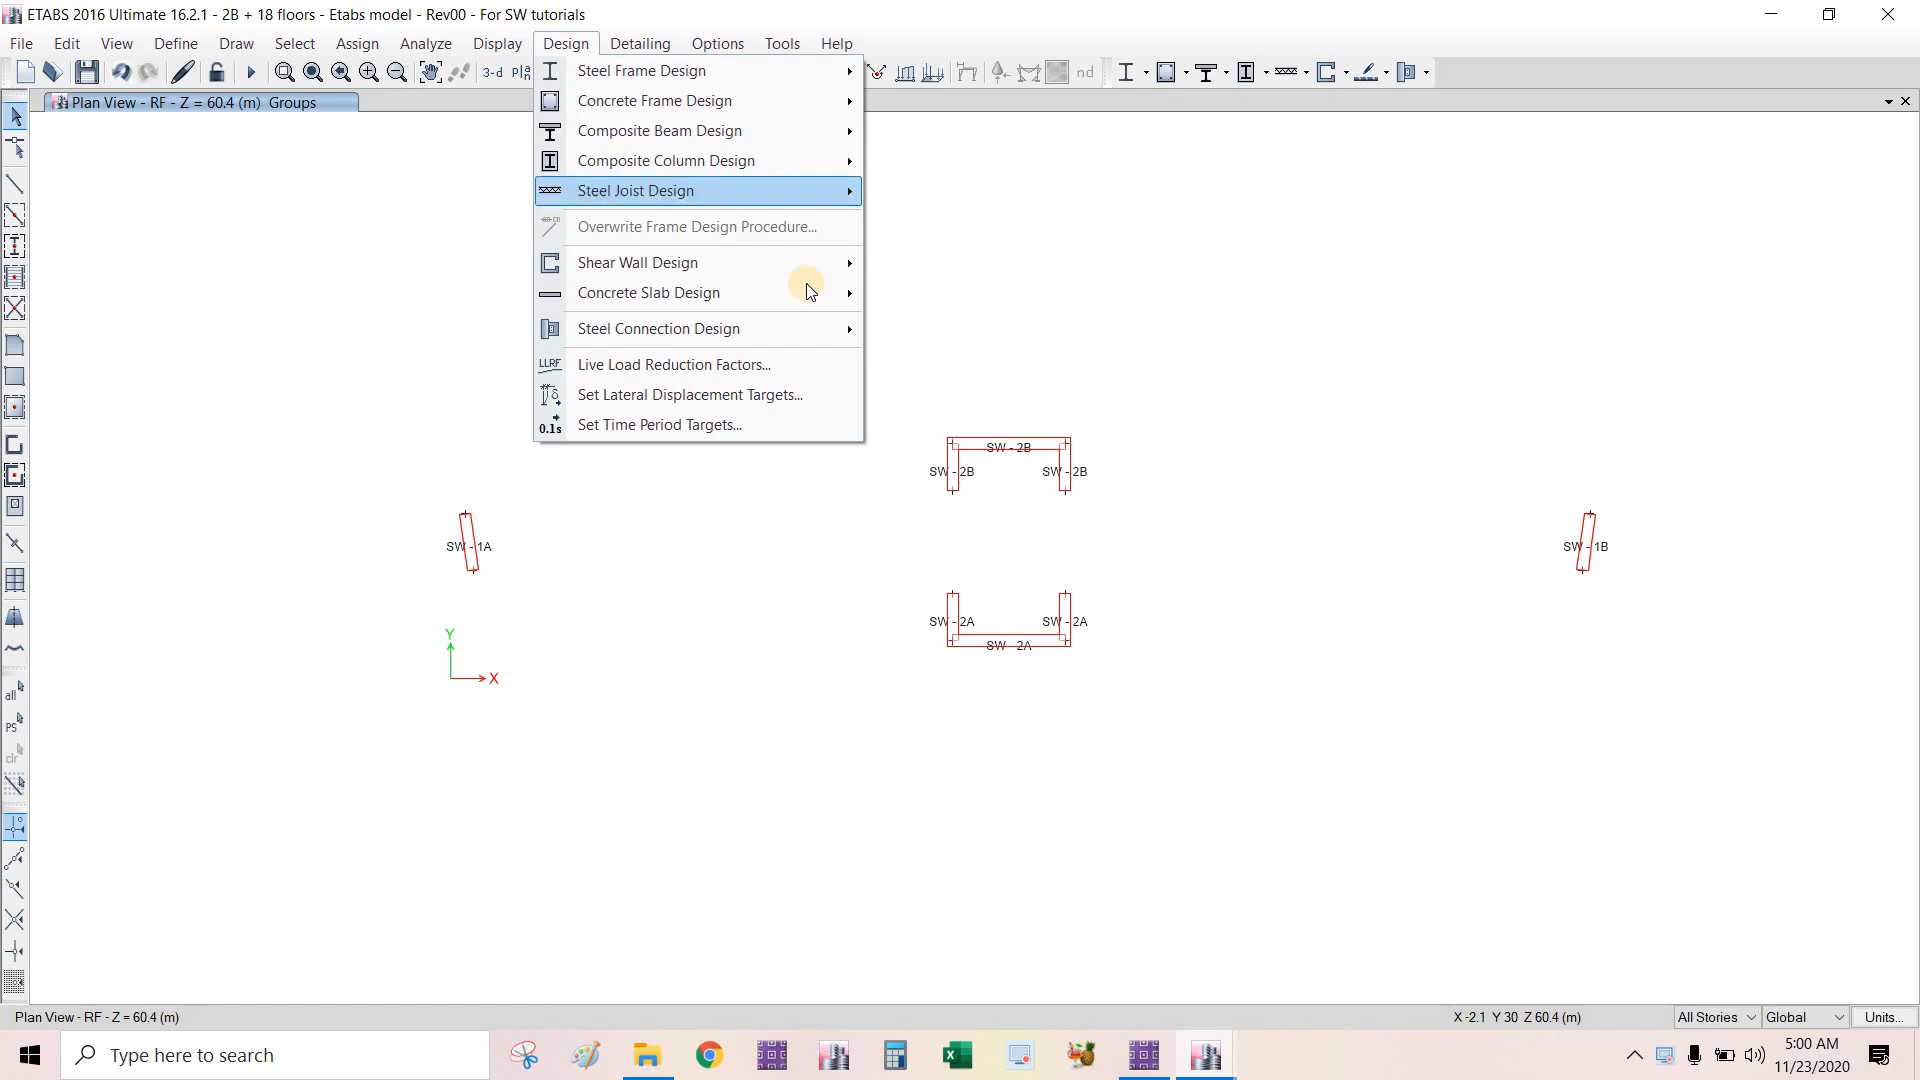 ETABS 2016 Ultimate 16.2.1 - 2B + 18 floors - Etabs model - Rev00 - For SW tutorials
File Edit View Define Draw Select Assign Analyze Display Design Detailing Options Tools Help
3-d nd
Plan View - RF - Z = 60.4 (m) Groups
Steel Frame Design
Concrete Frame Design
Composite Beam Design
Composite Column Design
Steel Joist Design
Overwrite Frame Design Procedure...
Shear Wall Design
Concrete Slab Design
Steel Connection Design
LLRF Live Load Reduction Factors...
Set Lateral Displacement Targets...
0.1s Set Time Period Targets...
SW - 2B
SW - 2B SW - 2B
SW - 1A SW - 1B
SW - 2A SW - 2A
SW 2A
Y
X
all
PS
clr
Plan View - RF - Z = 60.4 (m) X -2.1 Y 30 Z 60.4 (m) All Stories Global Units...
Type here to search
5:00 AM
11/23/2020